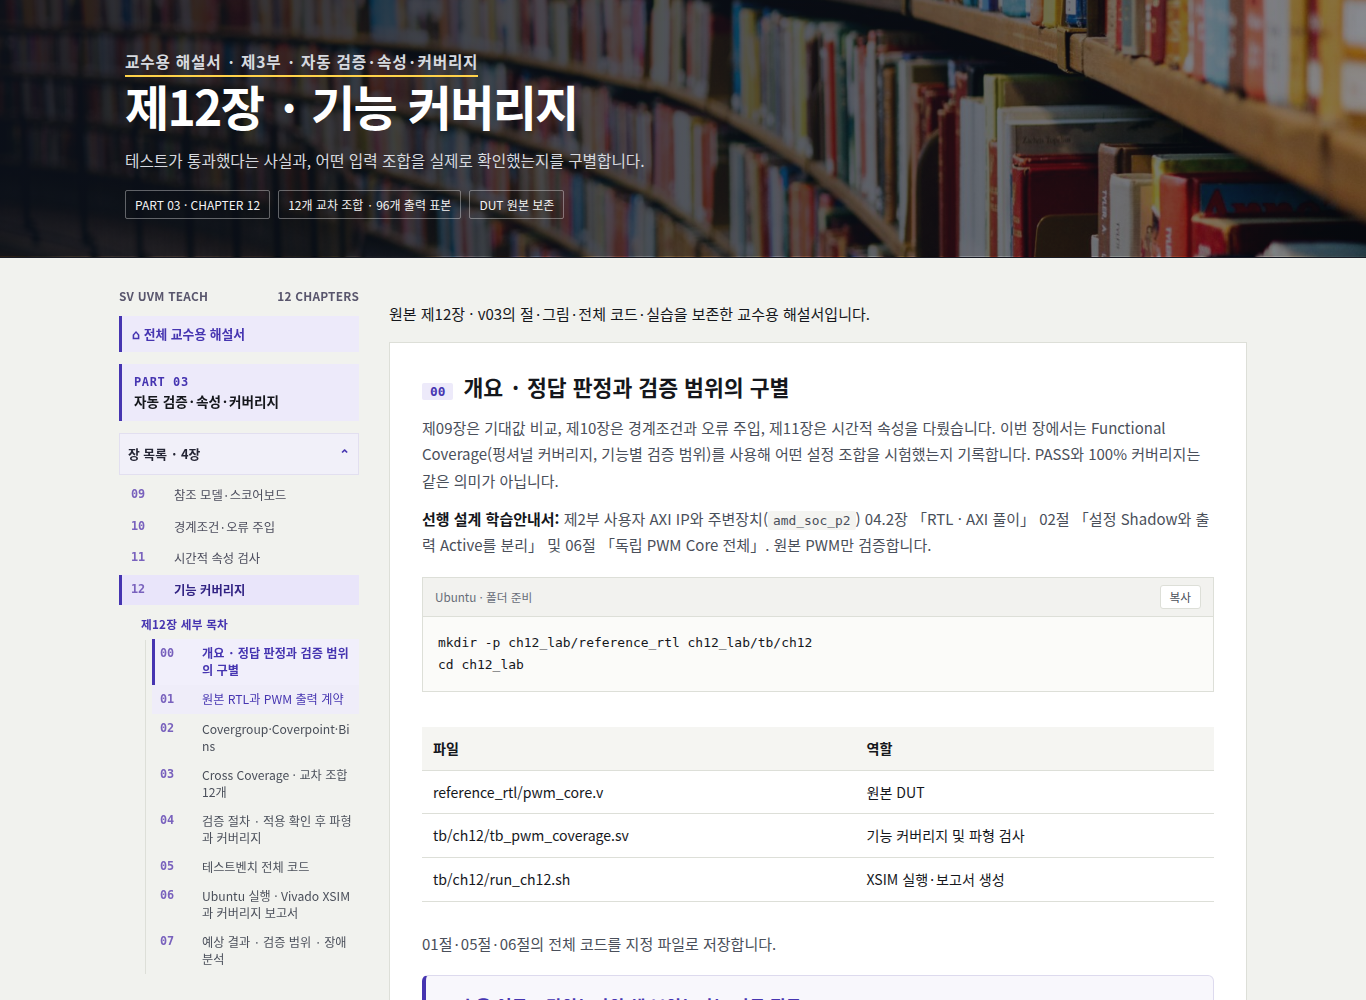 교수용 해설서 · 제3부 · 자동 검증·속성·커버리지
제12장 · 기능 커버리지
테스트가 통과했다는 사실과, 어떤 입력 조합을 실제로 확인했는지를 구별합니다.
PART 03 · CHAPTER 12
12개 교차 조합 · 96개 출력 표본
DUT 원본 보존
SV UVM TEACH
12 CHAPTERS
⌂ 전체 교수용 해설서
PART 03
자동 검증·속성·커버리지
장 목록 · 4장
09 참조 모델·스코어보드
10 경계조건·오류 주입
11 시간적 속성 검사
12 기능 커버리지
제12장 세부 목차
00 개요 · 정답 판정과 검증 범위
의 구별
01 원본 RTL과 PWM 출력 계약
02 Covergroup·Coverpoint·Bi
ns
03 Cross Coverage · 교차 조합
12개
04 검증 절차 · 적용 확인 후 파형
과 커버리지
05 테스트벤치 전체 코드
06 Ubuntu 실행 · Vivado XSIM
과 커버리지 보고서
07 예상 결과 · 검증 범위 · 장애
분석
원본 제12장 · v03의 절·그림·전체 코드·실습을 보존한 교수용 해설서입니다.
00 개요 · 정답 판정과 검증 범위의 구별
제09장은 기대값 비교, 제10장은 경계조건과 오류 주입, 제11장은 시간적 속성을 다뤘습니다. 이번 장에서는 Functional
Coverage(펑셔널 커버리지, 기능별 검증 범위)를 사용해 어떤 설정 조합을 시험했는지 기록합니다. PASS와 100% 커버리지는
같은 의미가 아닙니다.
선행 설계 학습안내서: 제2부 사용자 AXI IP와 주변장치( amd_soc_p2 ) 04.2장 「RTL · AXI 풀이」 02절 「설정 Shadow와 출
력 Active를 분리」 및 06절 「독립 PWM Core 전체」. 원본 PWM만 검증합니다.
Ubuntu · 폴더 준비
복사
mkdir -p ch12_lab/reference_rtl ch12_lab/tb/ch12
cd ch12_lab
파일 역할
reference_rtl/pwm_core.v 원본 DUT
tb/ch12/tb_pwm_coverage.sv 기능 커버리지 및 파형 검사
tb/ch12/run_ch12.sh XSIM 실행·보고서 생성
01절·05절·06절의 전체 코드를 지정 파일로 저장합니다.